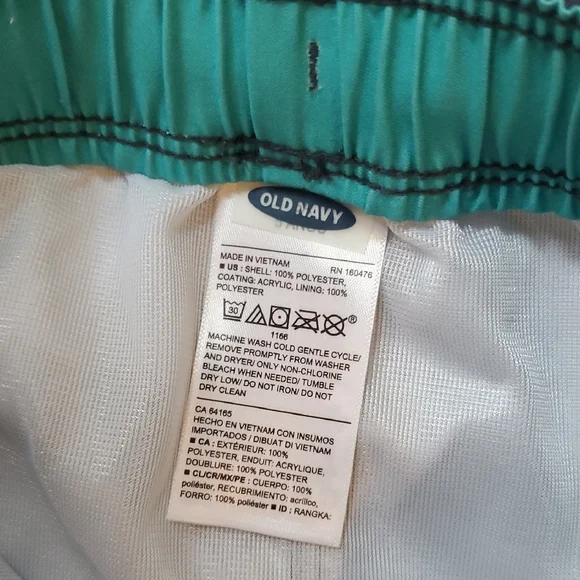 OLD NAVY
MADE IN VIETNAM RN 160476
■ US : SHELL: 100% POLYESTER,
COATING: ACRYLIC, LINING: 100%
POLYESTER
30
®
1166
MACHINE WASH COLD GENTLE CYCLE/
REMOVE PROMPTLY FROM WASHER
AND DRYER/ ONLY NON-CHLORINE
BLEACH WHEN NEEDED/ TUMBLE
DRY LOW/ DO NOT IRON/ DO NOT
DRY CLEAN
CA 64165
HECHO EN VIETNAM CON INSUMOS
IMPORTADOS / DIBUAT DI VIETNAM
■ CA : EXTÉRIEUR: 100%
POLYESTER, ENDUIT: ACRYLIQUE,
DOUBLURE: 100% POLYESTER
■ CL/CR/MX/PE : CUERPO: 100%
poliéster, RECUBRIMIENTO: acrílico,
FORRO: 100% poliéster ■ ID : RANGKA: